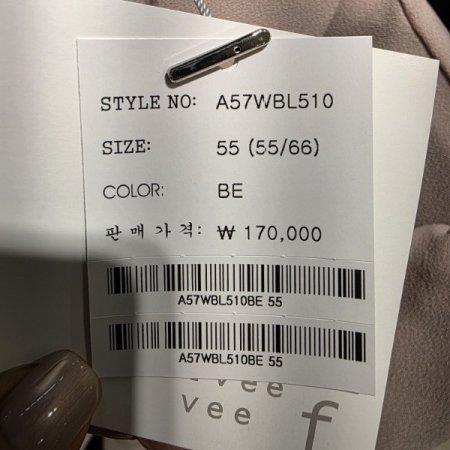 STYLE NO: A57WBL510
SIZE: 55 (55/66)
COLOR: BE
판매가격: ₩ 170,000
A57WBL510BE 55
A57WBL510BE 55
vee
f